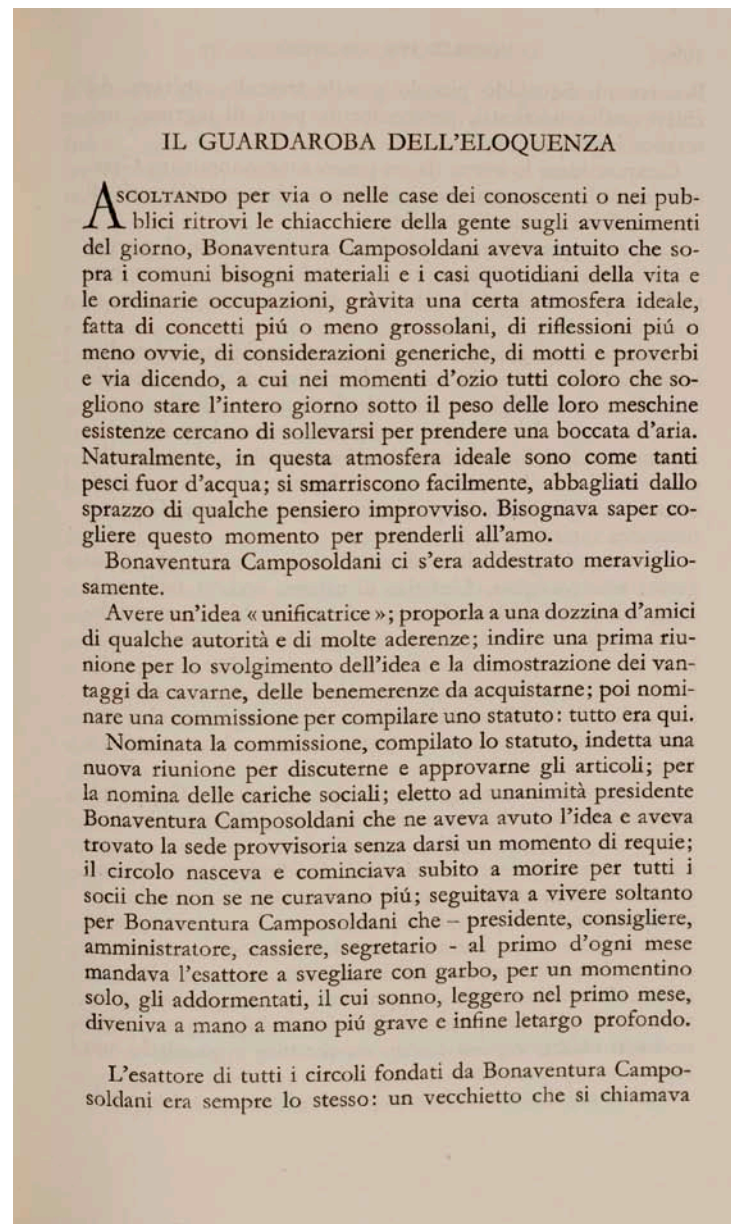 IL GUARDAROBA DELL'ELOQUENZA
ASCOLTANDO per via o nelle case dei conoscenti o nei pub-
blici ritrovi le chiacchiere della gente sugli avvenimenti
del giorno, Bonaventura Camposoldani aveva intuito che so-
pra i comuni bisogni materiali e i casi quotidiani della vita e
le ordinarie occupazioni, gràvita una certa atmosfera ideale,
fatta di concetti piú o meno grossolani, di riflessioni piú o
meno ovvie, di considerazioni generiche, di motti e proverbi
e via dicendo, a cui nei momenti d'ozio tutti coloro che so-
gliono stare l'intero giorno sotto il peso delle loro meschine
esistenze cercano di sollevarsi per prendere una boccata d'aria.
Naturalmente, in questa atmosfera ideale sono come tanti
pesci fuor d'acqua; si smarriscono facilmente, abbagliati dallo
sprazzo di qualche pensiero improvviso. Bisognava saper co-
gliere questo momento per prenderli all'amo.
Bonaventura Camposoldani ci s'era addestrato meraviglio-
samente.
Avere un'idea « unificatrice »; proporla a una dozzina d'amici
di qualche autorità e di molte aderenze; indire una prima riu-
nione per lo svolgimento dell'idea e la dimostrazione dei van-
taggi da cavarne, delle benemerenze da acquistarne; poi nomi-
nare una commissione per compilare uno statuto: tutto era qui.
Nominata la commissione, compilato lo statuto, indetta una
nuova riunione per discuterne e approvarne gli articoli; per
la nomina delle cariche sociali; eletto ad unanimità presidente
Bonaventura Camposoldani che ne aveva avuto l'idea e aveva
trovato la sede provvisoria senza darsi un momento di requie;
il circolo nasceva e cominciava subito a morire per tutti i
socii che non se ne curavano piú; seguitava a vivere soltanto
per Bonaventura Camposoldani che – presidente, consigliere,
amministratore, cassiere, segretario - al primo d'ogni mese
mandava l'esattore a svegliare con garbo, per un momentino
solo, gli addormentati, il cui sonno, leggero nel primo mese,
diveniva a mano a mano piú grave e infine letargo profondo.
L'esattore di tutti i circoli fondati da Bonaventura Campo-
soldani era sempre lo stesso: un vecchietto che si chiamava